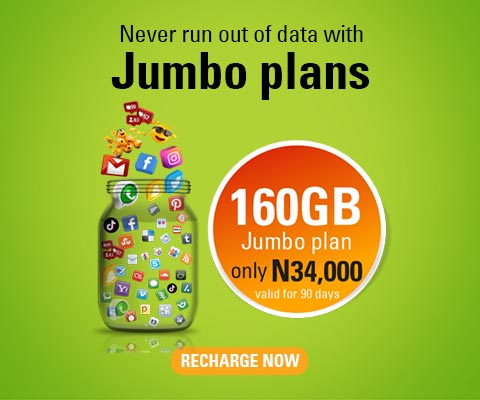 Never run out of data with
Jumbo plans
160GB
Jumbo plan
only N34,000
valid for 90 days
RECHARGE NOW